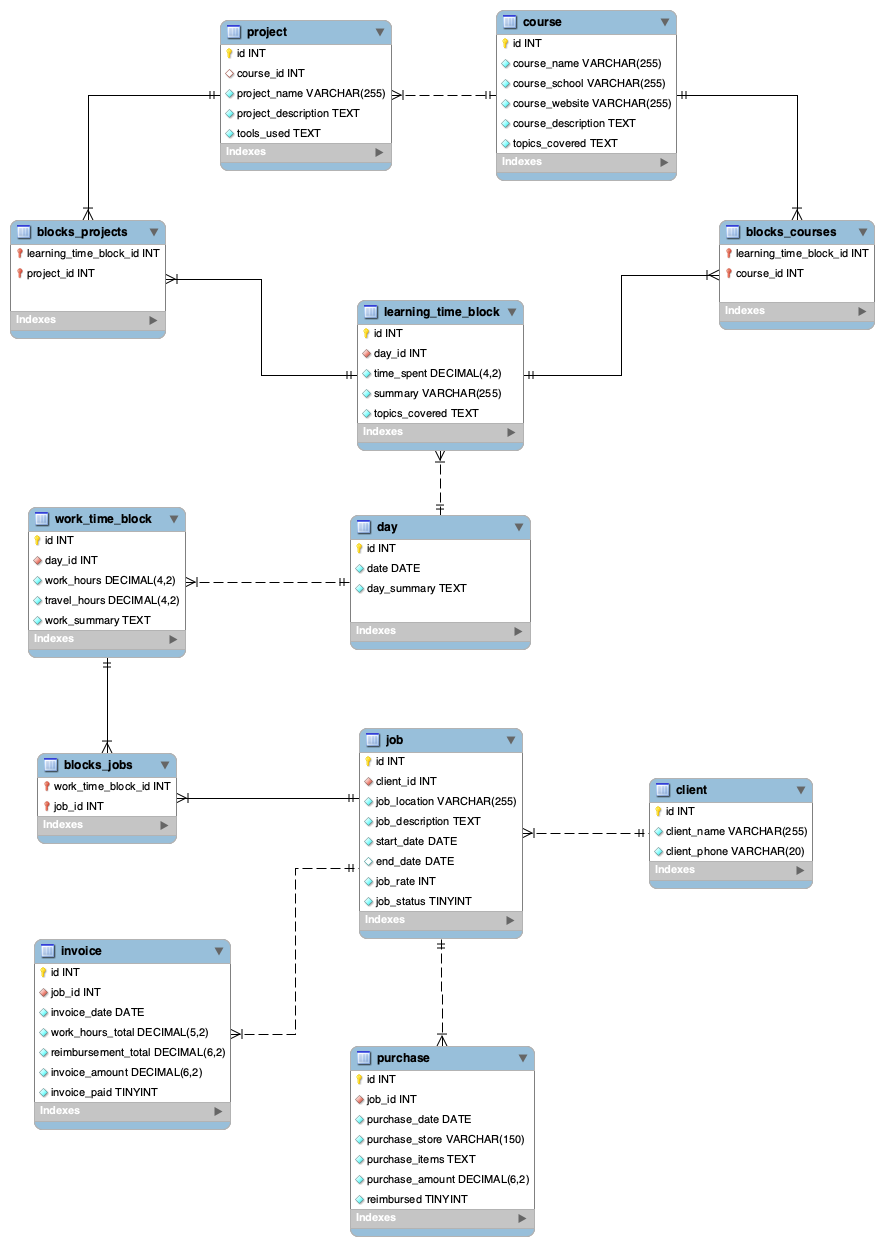 project
id INT
course_id INT
project_name VARCHAR(255)
project_description TEXT
tools_used TEXT
Indexes
course
id INT
course_name VARCHAR(255)
course_school VARCHAR(255)
course_website VARCHAR(255)
course_description TEXT
topics_covered TEXT
Indexes
blocks_projects
learning_time_block_id INT
project_id INT
Indexes
blocks_courses
learning_time_block_id INT
course_id INT
Indexes
learning_time_block
id INT
day_id INT
time_spent DECIMAL(4,2)
summary VARCHAR(255)
topics_covered TEXT
Indexes
work_time_block
id INT
day_id INT
work_hours DECIMAL(4,2)
travel_hours DECIMAL(4,2)
work_summary TEXT
Indexes
day
id INT
date DATE
day_summary TEXT
Indexes
blocks_jobs
work_time_block_id INT
job_id INT
Indexes
job
id INT
client_id INT
job_location VARCHAR(255)
job_description TEXT
start_date DATE
end_date DATE
job_rate INT
job_status TINYINT
Indexes
client
id INT
client_name VARCHAR(255)
client_phone VARCHAR(20)
Indexes
invoice
id INT
job_id INT
invoice_date DATE
work_hours_total DECIMAL(5,2)
reimbursement_total DECIMAL(6,2)
invoice_amount DECIMAL(6,2)
invoice_paid TINYINT
Indexes
purchase
id INT
job_id INT
purchase_date DATE
purchase_store VARCHAR(150)
purchase_items TEXT
purchase_amount DECIMAL(6,2)
reimbursed TINYINT
Indexes